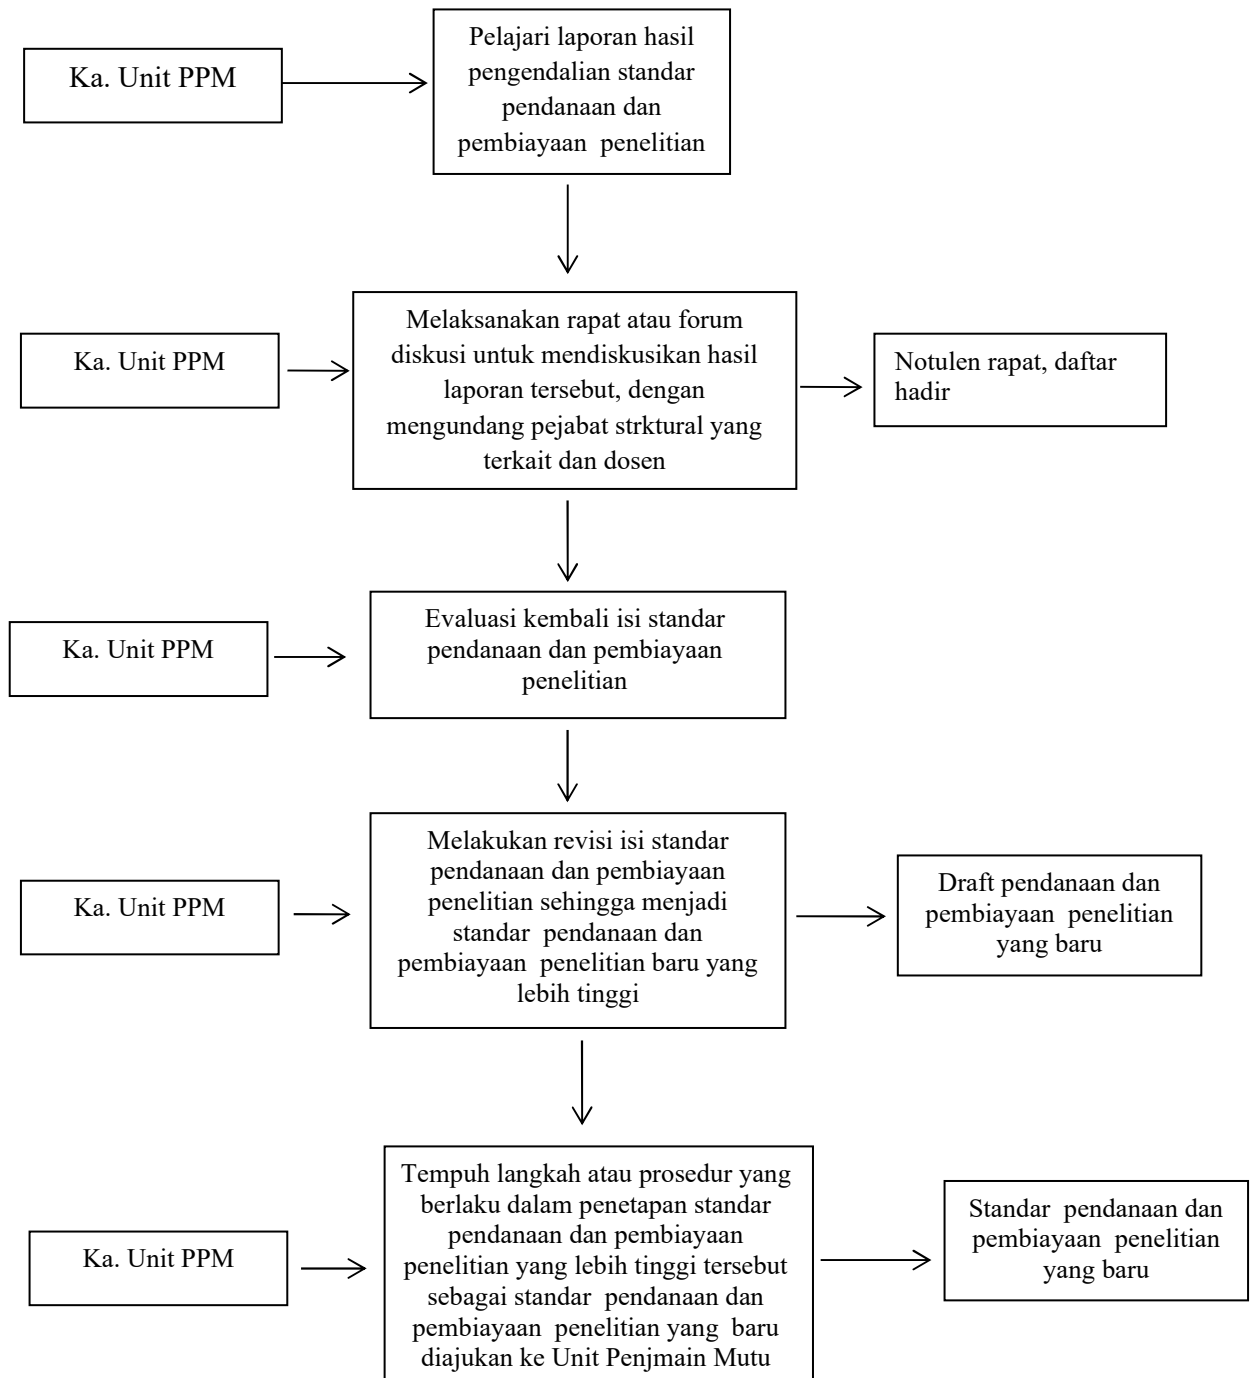 Ka. Unit PPM
Pelajari laporan hasil
pengendalian standar
pendanaan dan
pembiayaan  penelitian
Ka. Unit PPM
Melaksanakan rapat atau forum
diskusi untuk mendiskusikan hasil
laporan tersebut, dengan
mengundang pejabat strktural yang
terkait dan dosen
Notulen rapat, daftar
hadir
Ka. Unit PPM
Evaluasi kembali isi standar
pendanaan dan pembiayaan
penelitian
Ka. Unit PPM
Melakukan revisi isi standar
pendanaan dan pembiayaan
penelitian sehingga menjadi
standar  pendanaan dan
pembiayaan  penelitian baru yang
lebih tinggi
Draft pendanaan dan
pembiayaan  penelitian
yang baru
Ka. Unit PPM
Tempuh langkah atau prosedur yang
berlaku dalam penetapan standar
pendanaan dan pembiayaan
penelitian yang lebih tinggi tersebut
sebagai standar  pendanaan dan
pembiayaan  penelitian yang  baru
diajukan ke Unit Penjmain Mutu
Standar  pendanaan dan
pembiayaan  penelitian
yang baru